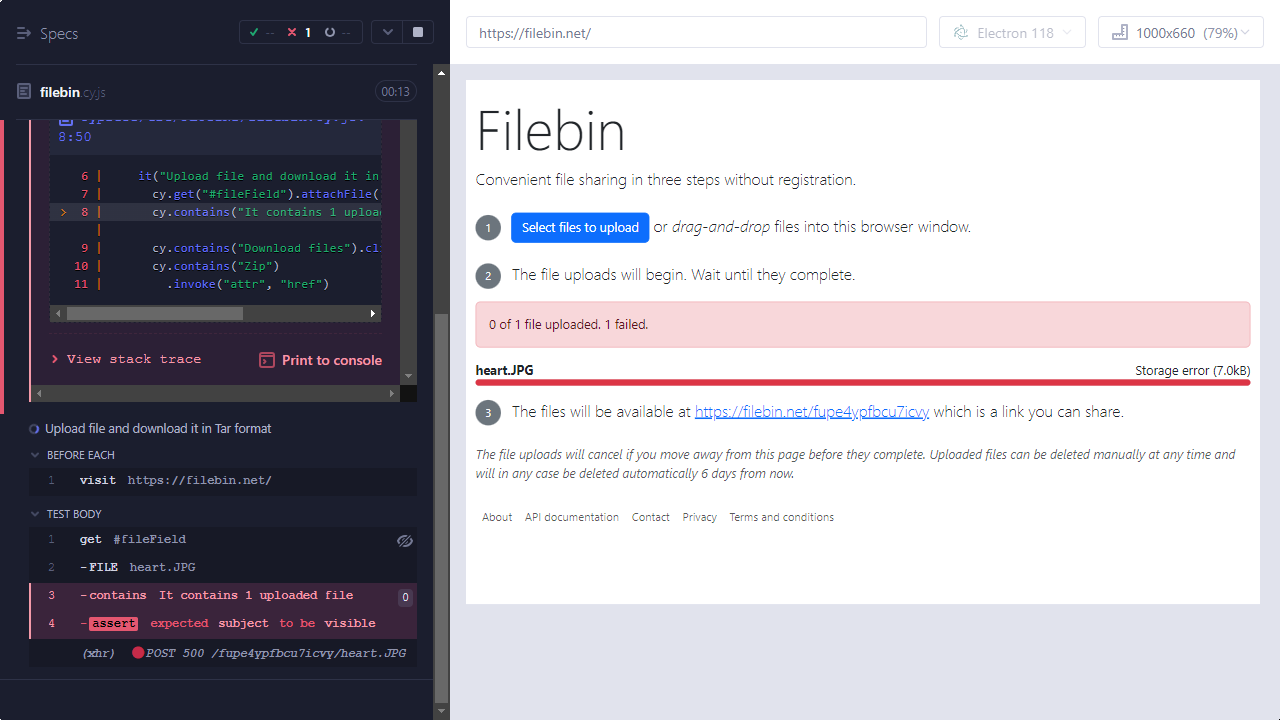 Specs
-- 1 --
filebin.cy.js
00:13
8:50
6 | it("Upload file and download it in
7 | cy.get("#fileField").attachFile(
> 8 | cy.contains("It contains 1 uploa
|
9 | cy.contains("Download files").cl
10 | cy.contains("Zip")
11 | .invoke("attr", "href")
> View stack trace
Print to console
Upload file and download it in Tar format
BEFORE EACH
1 visit https://filebin.net/
TEST BODY
1 get #fileField
2 -FILE heart.JPG
3 -contains It contains 1 uploaded file 0
4 -assert expected subject to be visible
(xhr) POST 500 /fupe4ypfbcu7icvy/heart.JPG
https://filebin.net/
Electron 118
1000x660 (79%)
Filebin
Convenient file sharing in three steps without registration.
1 Select files to upload or drag-and-drop files into this browser window.
2 The file uploads will begin. Wait until they complete.
0 of 1 file uploaded. 1 failed.
heart.JPG Storage error (7.0kB)
3 The files will be available at https://filebin.net/fupe4ypfbcu7icvy which is a link you can share.
The file uploads will cancel if you move away from this page before they complete. Uploaded files can be deleted manually at any time and
will in any case be deleted automatically 6 days from now.
About API documentation Contact Privacy Terms and conditions